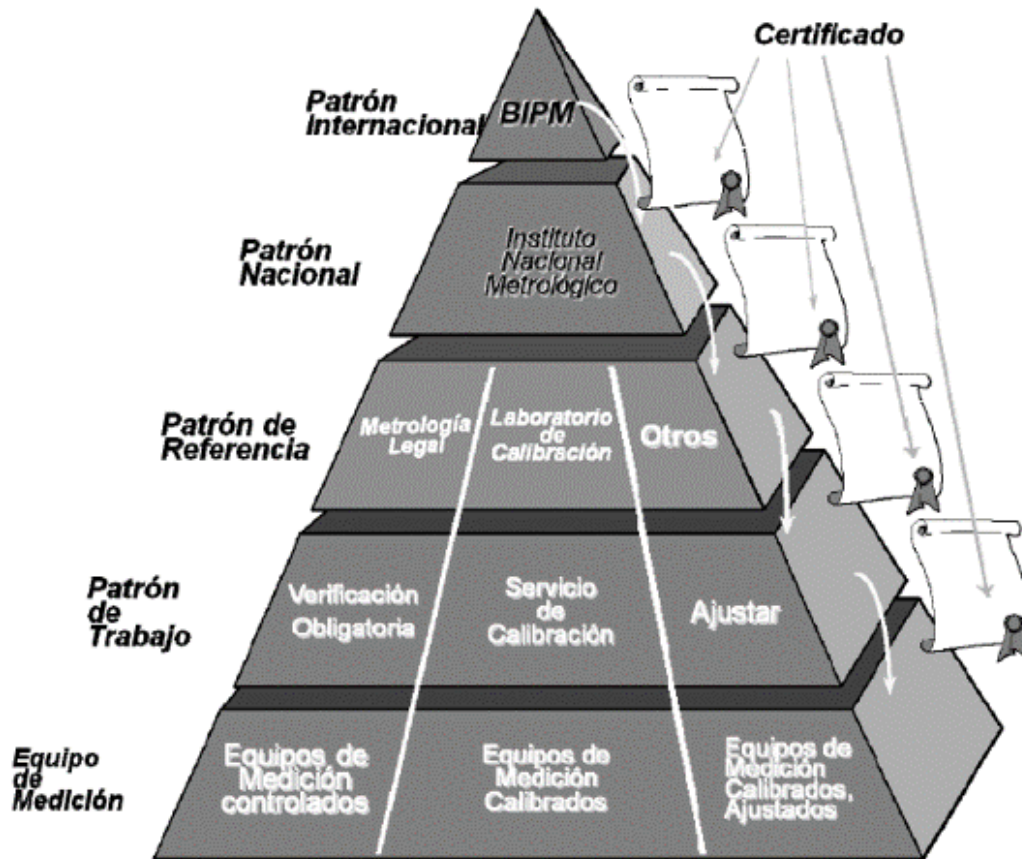 Certificado
Patrón
Internacional
BIPM
Patrón
Nacional
Instituto
Nacional
Metrológico
Patrón de
Referencia
Metrología
Legal
Laboratorio
de
Calibración
Otros
Patrón
de
Trabajo
Verificación
Obligatoria
Servicio
de
Calibración
Ajustar
Equipo
de
Medición
Equipos de
Medición
controlados
Equipos de
Medición
Calibrados
Equipos de
Medición
Calibrados,
Ajustados